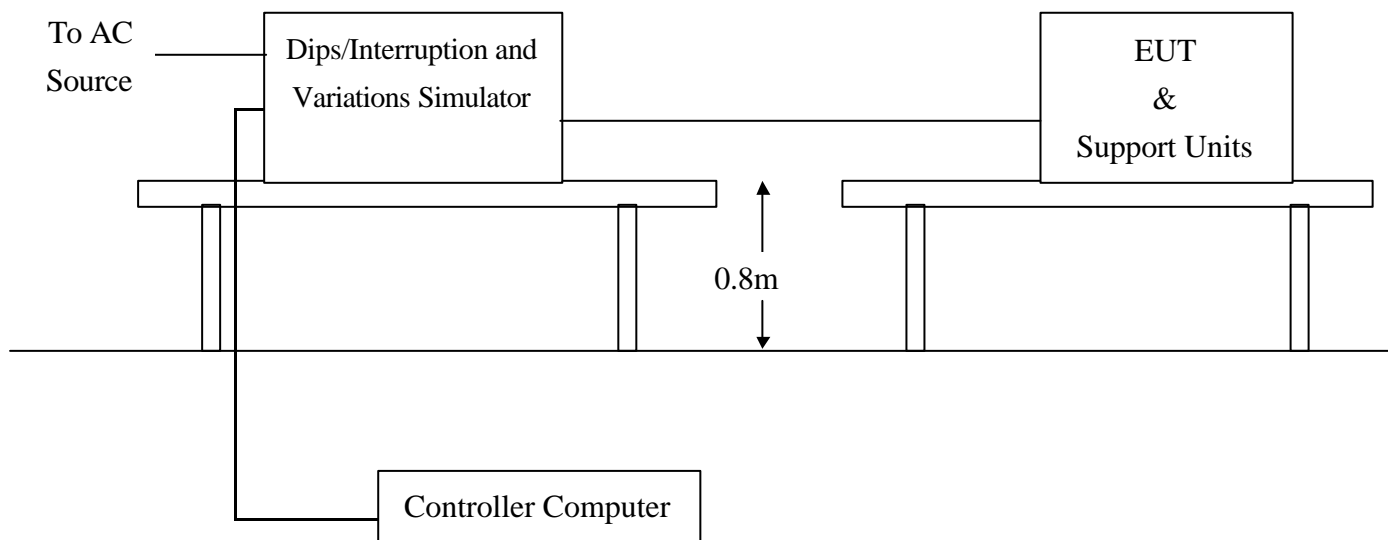 To AC
Source
Dips/Interruption and
Variations Simulator
EUT
&
Support Units
0.8m
Controller Computer